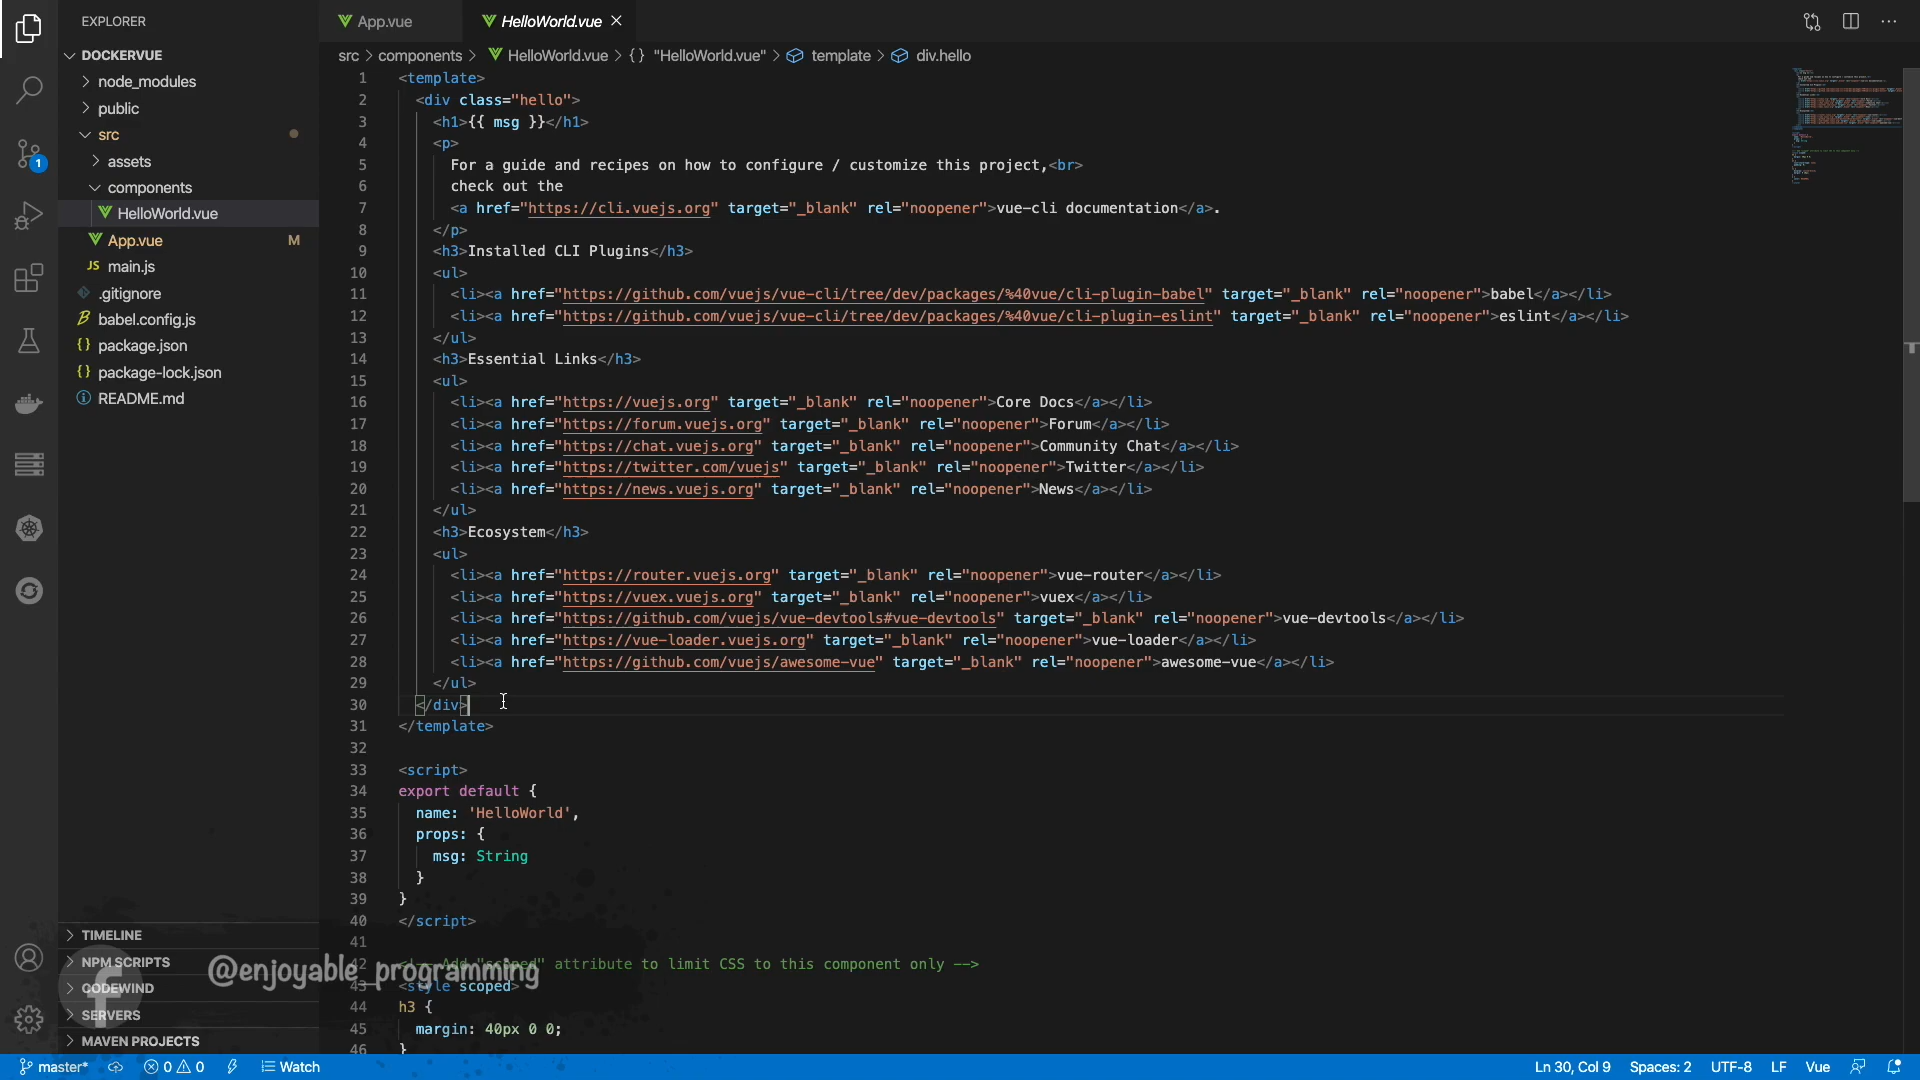 EXPLORER
App.vue
HelloWorld.vue
DOCKERVUE
node_modules
public
src
assets
components
HelloWorld.vue
App.vue M
JS main.js
.gitignore
babel.config.js
package.json
package-lock.json
README.md
1
TIMELINE
NPM SCRIPTS
CODEWIND
SERVERS
MAVEN PROJECTS
@enjoyable_programming
src > components > HelloWorld.vue > {} "HelloWorld.vue" > template > div.hello
1 <template>
2 <div class="hello">
3 <h1>{{ msg }}</h1>
4 <p>
5 For a guide and recipes on how to configure / customize this project,<br>
6 check out the
7 <a href="https://cli.vuejs.org" target="_blank" rel="noopener">vue-cli documentation</a>.
8 </p>
9 <h3>Installed CLI Plugins</h3>
10 <ul>
11 <li><a href="https://github.com/vuejs/vue-cli/tree/dev/packages/%40vue/cli-plugin-babel" target="_blank" rel="noopener">babel</a></li>
12 <li><a href="https://github.com/vuejs/vue-cli/tree/dev/packages/%40vue/cli-plugin-eslint" target="_blank" rel="noopener">eslint</a></li>
13 </ul>
14 <h3>Essential Links</h3>
15 <ul>
16 <li><a href="https://vuejs.org" target="_blank" rel="noopener">Core Docs</a></li>
17 <li><a href="https://forum.vuejs.org" target="_blank" rel="noopener">Forum</a></li>
18 <li><a href="https://chat.vuejs.org" target="_blank" rel="noopener">Community Chat</a></li>
19 <li><a href="https://twitter.com/vuejs" target="_blank" rel="noopener">Twitter</a></li>
20 <li><a href="https://news.vuejs.org" target="_blank" rel="noopener">News</a></li>
21 </ul>
22 <h3>Ecosystem</h3>
23 <ul>
24 <li><a href="https://router.vuejs.org" target="_blank" rel="noopener">vue-router</a></li>
25 <li><a href="https://vuex.vuejs.org" target="_blank" rel="noopener">vuex</a></li>
26 <li><a href="https://github.com/vuejs/vue-devtools#vue-devtools" target="_blank" rel="noopener">vue-devtools</a></li>
27 <li><a href="https://vue-loader.vuejs.org" target="_blank" rel="noopener">vue-loader</a></li>
28 <li><a href="https://github.com/vuejs/awesome-vue" target="_blank" rel="noopener">awesome-vue</a></li>
29 </ul>
30 </div>
31 </template>
32
33 <script>
34 export default {
35 name: 'HelloWorld',
36 props: {
37 msg: String
38 }
39 }
40 </script>
41
42 <!-- Add "scoped" attribute to limit CSS to this component only -->
43 <style scoped>
44 h3 {
45 margin: 40px 0 0;
46 }
master* 0 0 Watch
Ln 30, Col 9 Spaces: 2 UTF-8 LF Vue